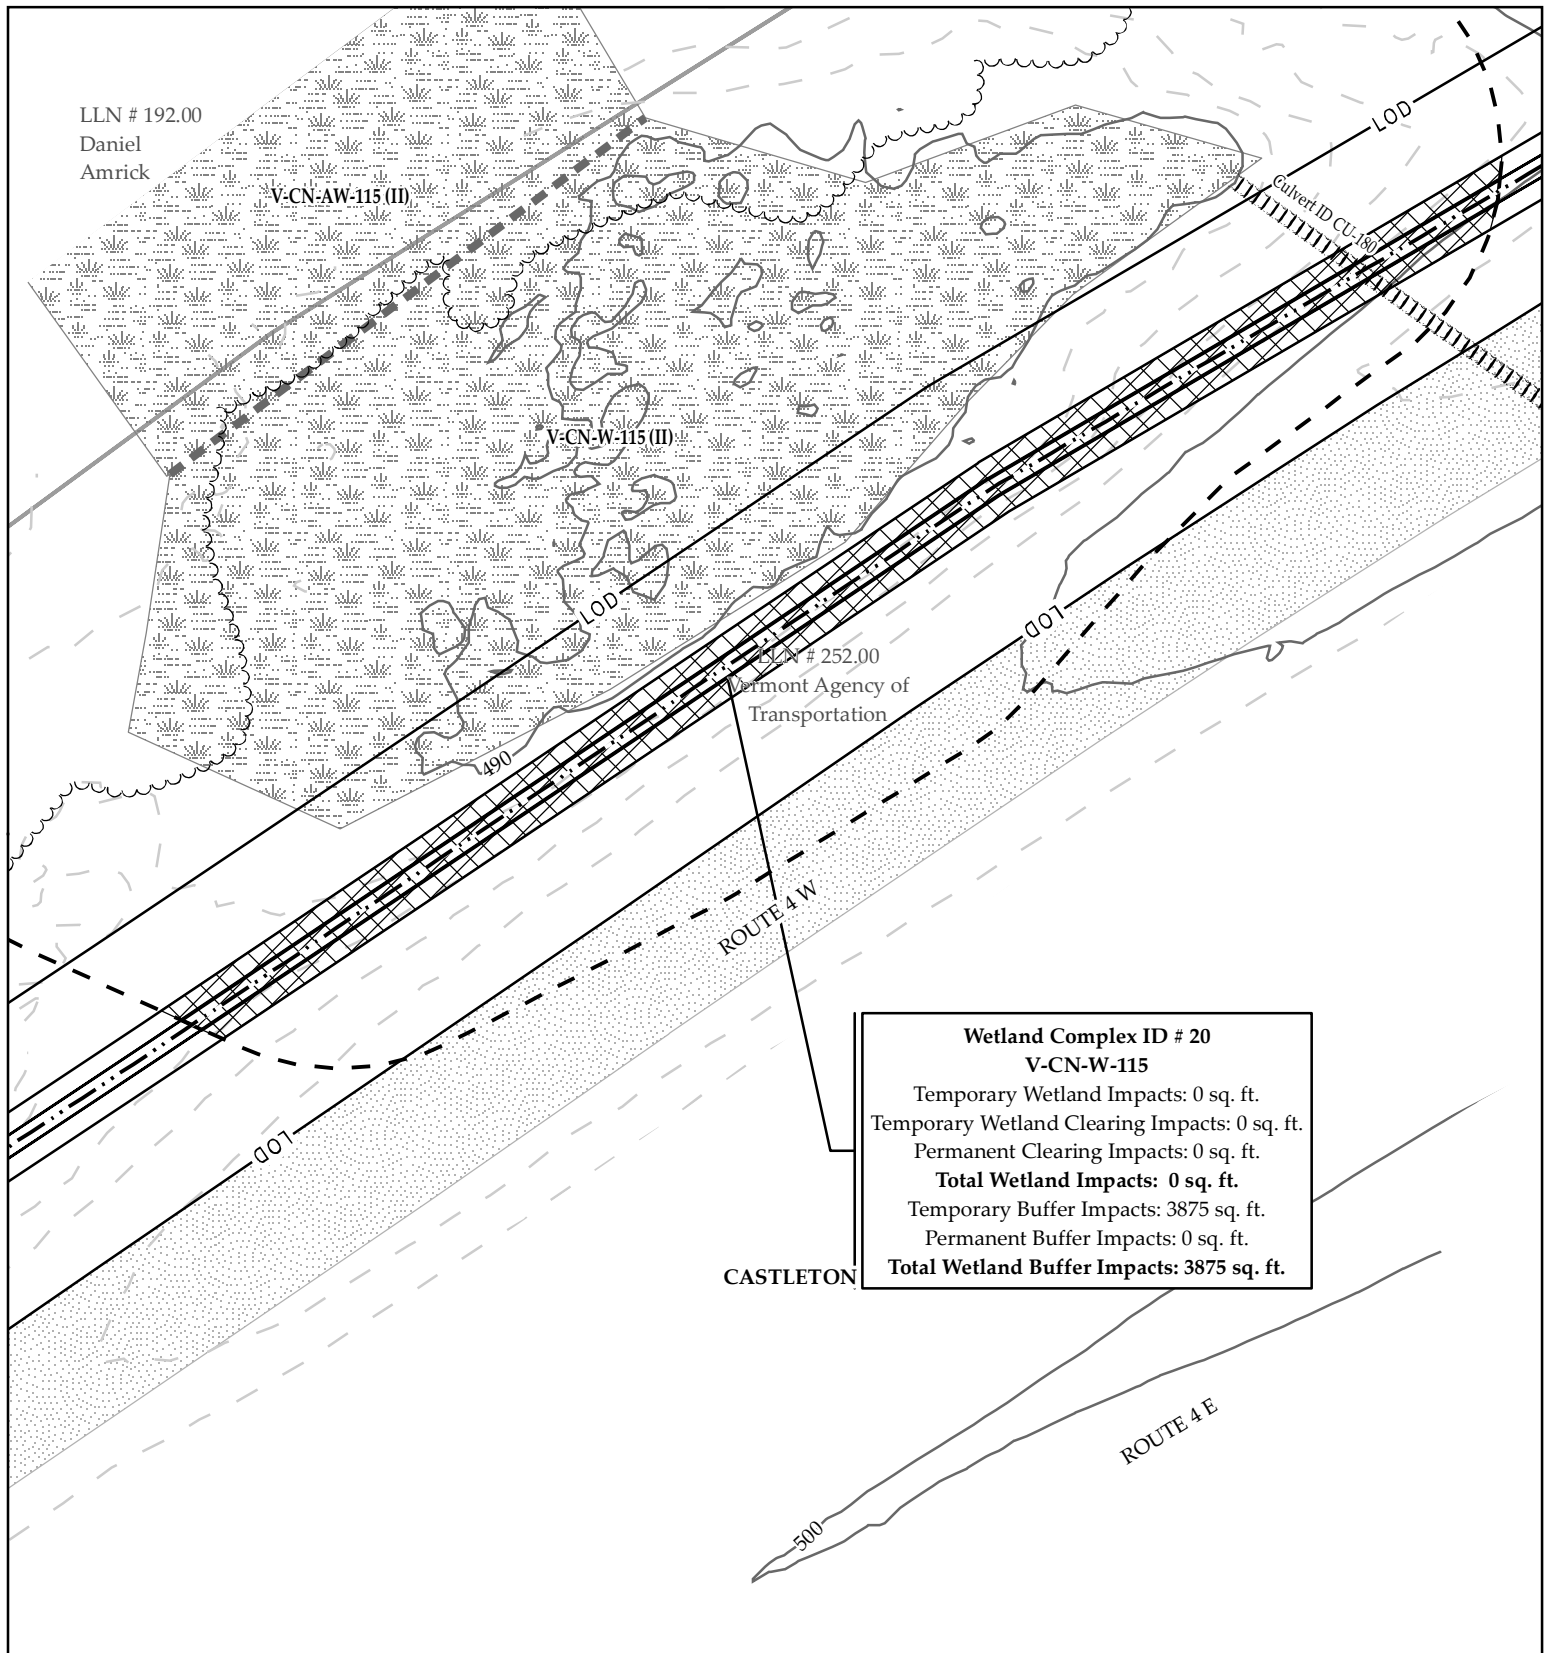 LLN # 192.00
Daniel
Amrick
V-CN-AW-115 (II)
LOD
Culvert ID CU-180
V-CN-W-115 (II)
LOD
LOD
LLN # 252.00
Vermont Agency of
Transportation
490
ROUTE 4 W
LOD
Wetland Complex ID # 20
V-CN-W-115
Temporary Wetland Impacts: 0 sq. ft.
Temporary Wetland Clearing Impacts: 0 sq. ft.
Permanent Clearing Impacts: 0 sq. ft.
Total Wetland Impacts: 0 sq. ft.
Temporary Buffer Impacts: 3875 sq. ft.
Permanent Buffer Impacts: 0 sq. ft.
Total Wetland Buffer Impacts: 3875 sq. ft.
CASTLETON
ROUTE 4 E
500